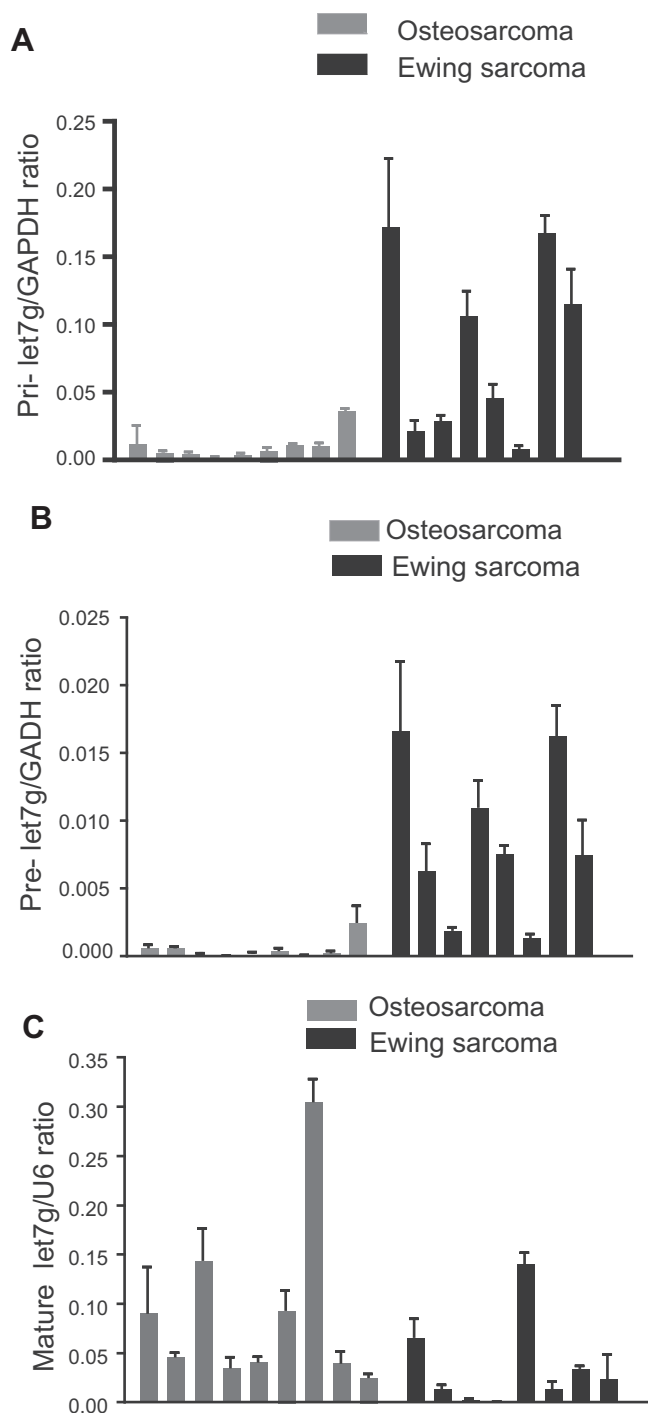 A
Osteosarcoma
Ewing sarcoma
Pri- let7g/GAPDH ratio
0.25
0.20
0.15
0.10
0.05
0.00
B
Osteosarcoma
Ewing sarcoma
Pre- let7g/GADH ratio
0.025
0.020
0.015
0.010
0.005
0.000
C
Osteosarcoma
Ewing sarcoma
Mature let7g/U6 ratio
0.35
0.30
0.25
0.20
0.15
0.10
0.05
0.00